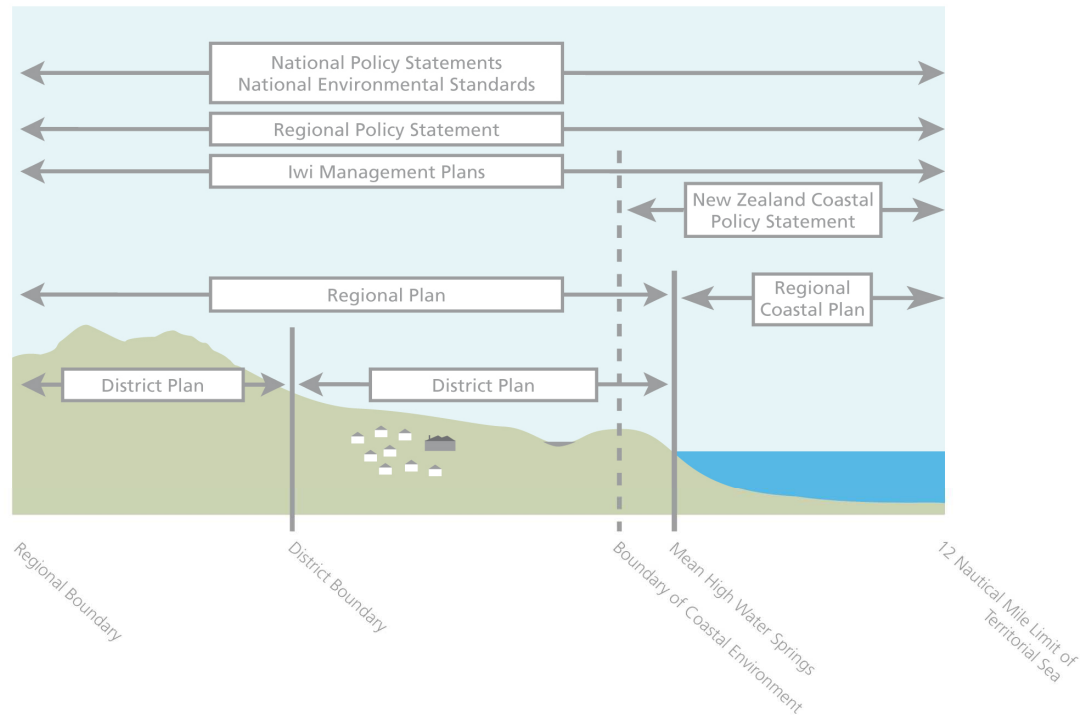 National Policy Statements
National Environmental Standards
Regional Policy Statement
Iwi Management Plans
New Zealand Coastal
Policy Statement
Regional Plan
Regional
Coastal Plan
District Plan
District Plan
Regional Boundary
District Boundary
Boundary of Coastal Environment
Mean High Water Springs
12 Nautical Mile Limit of
Territorial Sea